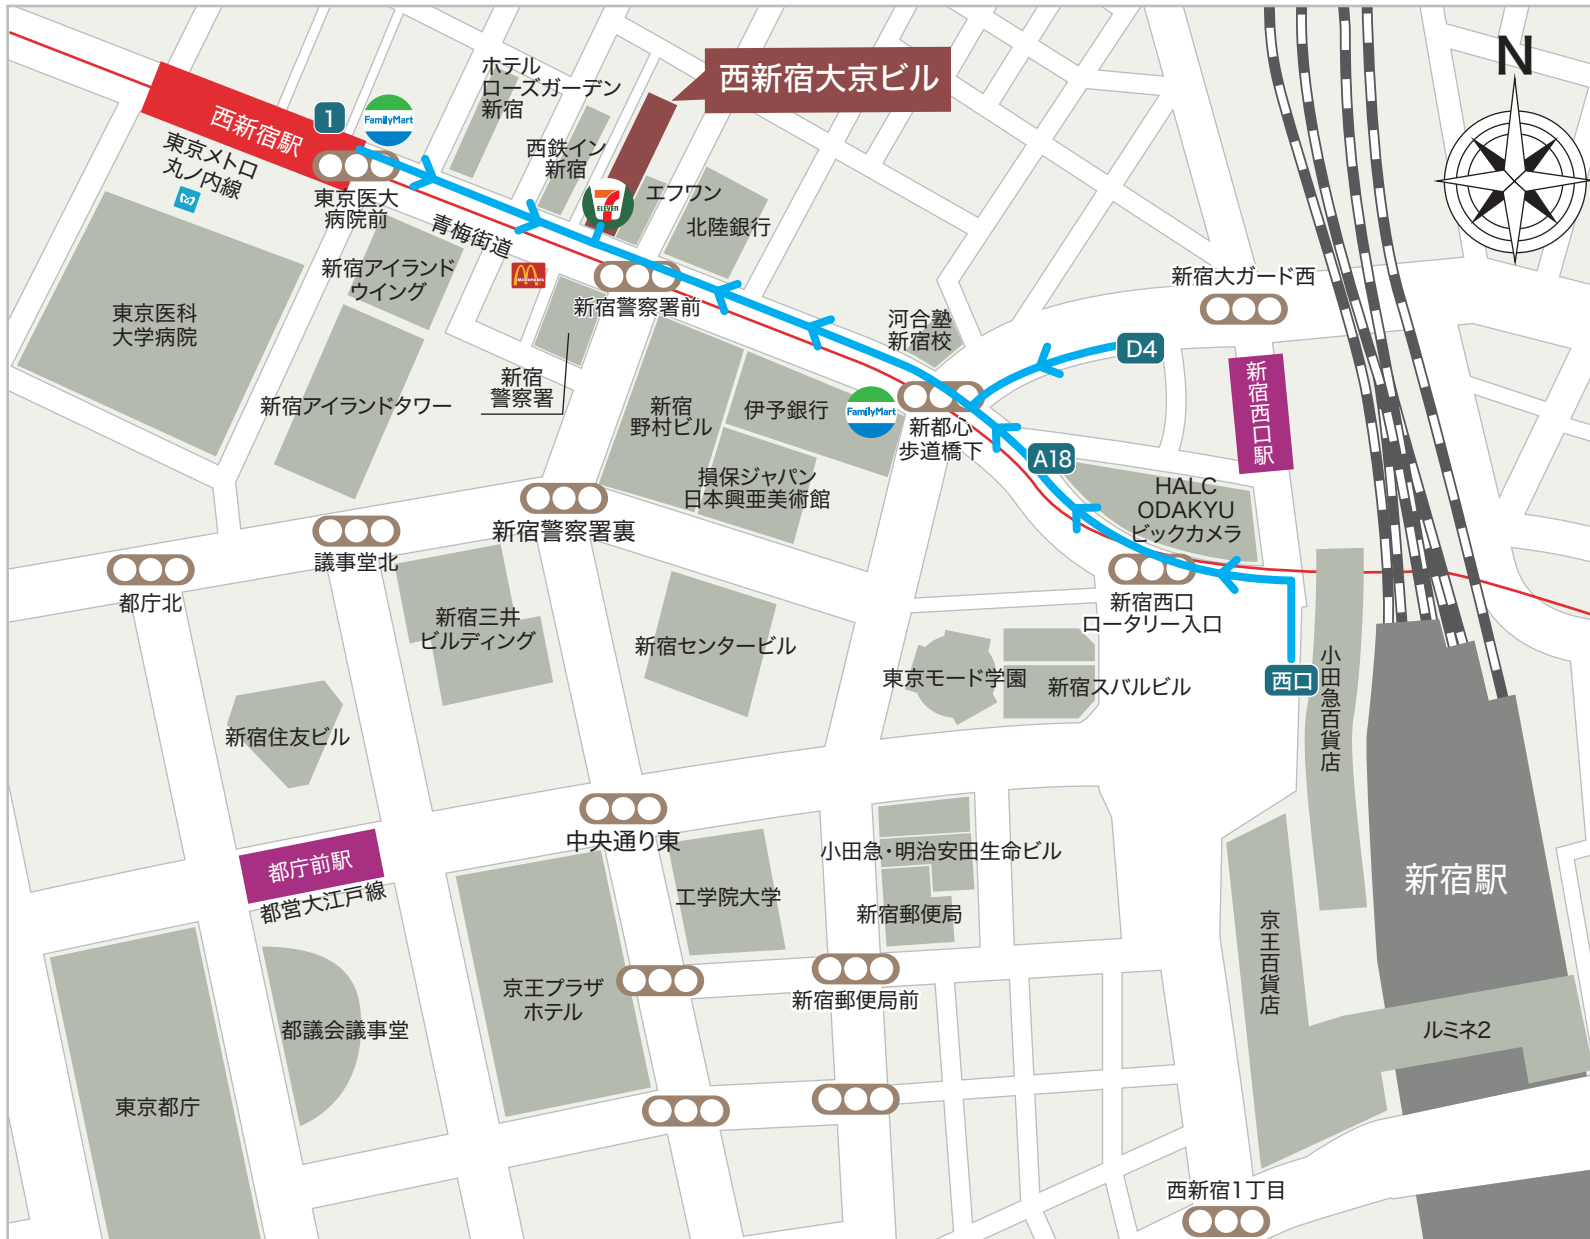 N
西新宿大京ビル
ホテル
ローズガーデン
新宿
西新宿駅
1
FamilyMart
東京メトロ
丸ノ内線
東京医大
病院前
西鉄イン
新宿
7
ELEVEN
エフワン
北陸銀行
青梅街道
McDonald's
新宿アイランド
ウイング
新宿警察署前
新宿大ガード西
東京医科
大学病院
河合塾
新宿校
D4
新宿西口駅
新宿
警察署
新宿アイランドタワー
新宿
野村ビル
伊予銀行
FamilyMart
新都心
歩道橋下
A18
損保ジャパン
日本興亜美術館
HALC
ODAKYU
ビックカメラ
新宿警察署裏
議事堂北
都庁北
新宿西口
ロータリー入口
新宿三井
ビルディング
新宿センタービル
東京モード学園
新宿スバルビル
西口
小田急百貨店
新宿住友ビル
中央通り東
都庁前駅
都営大江戸線
小田急・明治安田生命ビル
工学院大学
新宿郵便局
新宿駅
京王百貨店
京王プラザ
ホテル
新宿郵便局前
都議会議事堂
ルミネ2
東京都庁
西新宿1丁目